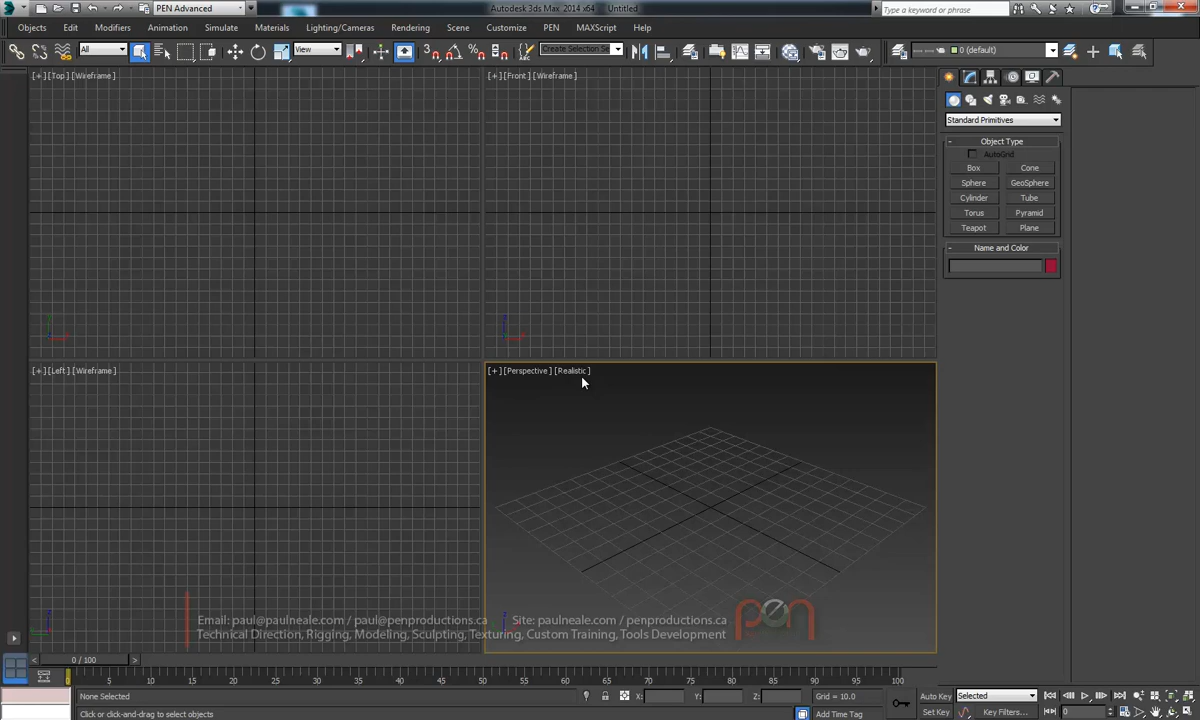 PEN Advanced
Autodesk 3ds Max 2014 x64 Untitled
Type a keyword or phrase
Objects Edit Modifiers Animation Simulate Materials Lighting/Cameras Rendering Scene Customize PEN MAXScript Help
All View Create Selection Se 0 (default)
[+] [Top] [Wireframe]
[+] [Front] [Wireframe]
Standard Primitives
- Object Type
AutoGrid
Box Cone
Sphere GeoSphere
Cylinder Tube
Torus Pyramid
Teapot Plane
- Name and Color
[+] [Left] [Wireframe]
[+] [Perspective] [Realistic]
Email: paul@paulneale.com / paul@penproductions.ca Site: paulneale.com / penproductions.ca
Technical Direction, Rigging, Modeling, Sculpting, Texturing, Custom Training, Tools Development
pen
< 0 / 100 >
5 10 15 20 25 30 35 40 45 50 55 60 65 70 75 80 85 90 95 100
None Selected X: Y: Z: Grid = 10.0 Auto Key Selected
Click or click-and-drag to select objects Add Time Tag Set Key Key Filters... 0